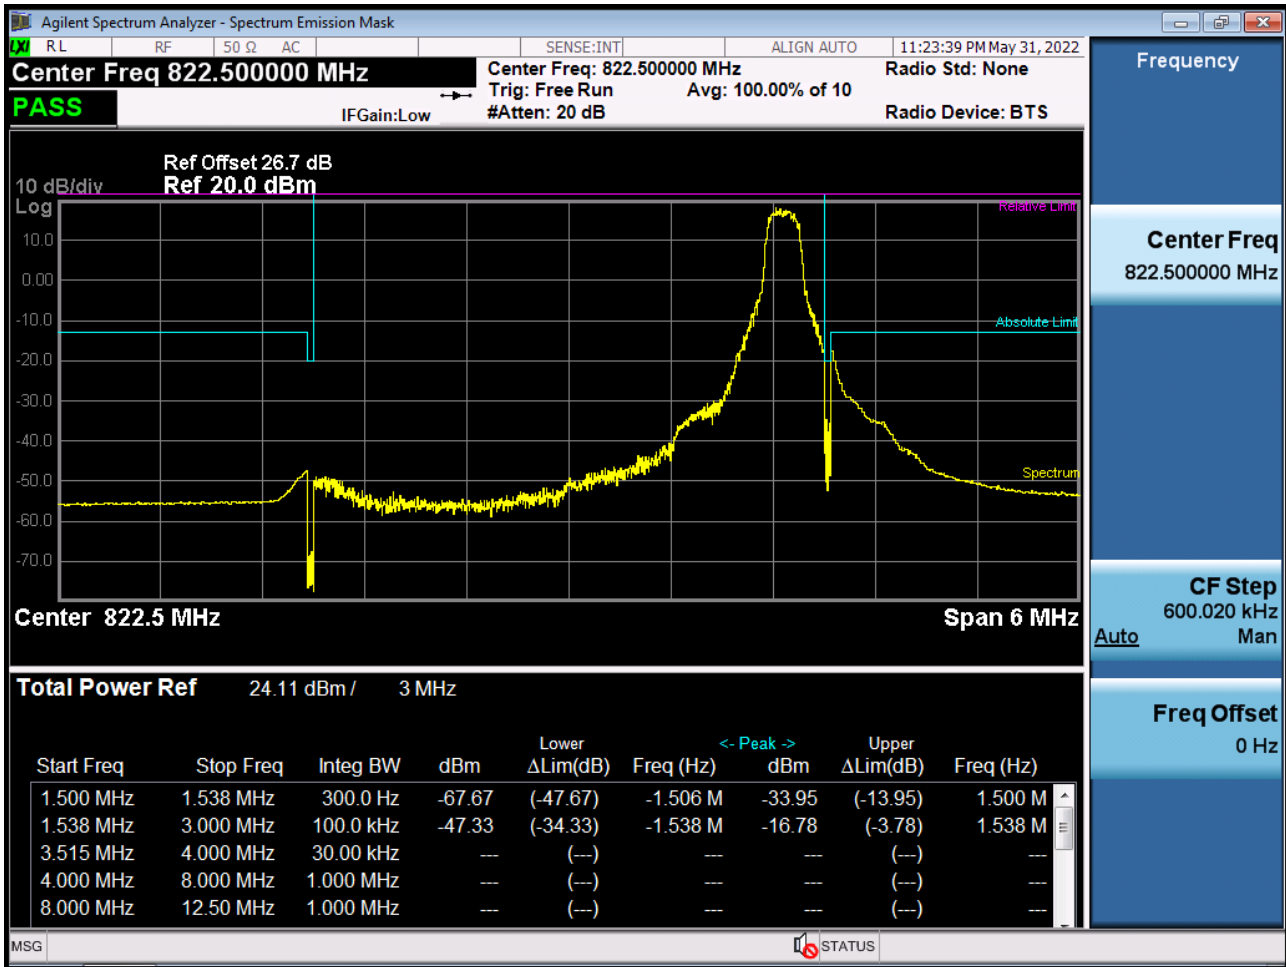 Agilent Spectrum Analyzer - Spectrum Emission Mask
LXI RL RF 50 Ω AC SENSE:INT ALIGN AUTO 11:23:39 PM May 31, 2022
Center Freq 822.500000 MHz
Center Freq: 822.500000 MHz Radio Std: None
Trig: Free Run Avg: 100.00% of 10
PASS
IFGain:Low #Atten: 20 dB Radio Device: BTS
Ref Offset 26.7 dB
10 dB/div Ref 20.0 dBm
Log
Relative Limit
10.0
0.00
-10.0
Absolute Limit
-20.0
-30.0
-40.0
-50.0
Spectrum
-60.0
-70.0
Center 822.5 MHz Span 6 MHz
Total Power Ref 24.11 dBm / 3 MHz
Lower <- Peak -> Upper
Start Freq Stop Freq Integ BW dBm ΔLim(dB) Freq (Hz) dBm ΔLim(dB) Freq (Hz)
1.500 MHz 1.538 MHz 300.0 Hz -67.67 (-47.67) -1.506 M -33.95 (-13.95) 1.500 M
1.538 MHz 3.000 MHz 100.0 kHz -47.33 (-34.33) -1.538 M -16.78 (-3.78) 1.538 M
3.515 MHz 4.000 MHz 30.00 kHz --- (---) --- --- (---) ---
4.000 MHz 8.000 MHz 1.000 MHz --- (---) --- --- (---) ---
8.000 MHz 12.50 MHz 1.000 MHz --- (---) --- --- (---) ---
MSG STATUS
Frequency
Center Freq
822.500000 MHz
CF Step
600.020 kHz
Auto Man
Freq Offset
0 Hz